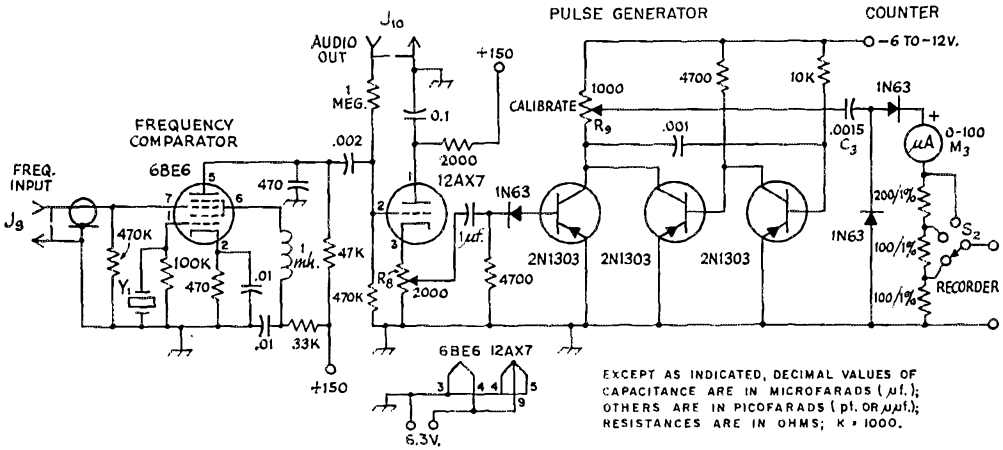 PULSE GENERATOR
COUNTER
J10
AUDIO
OUT
+150
-6 TO -12V.
1
MEG.
1000
4700
10K
1N63
+
CALIBRATE
R9
0.1
.001
.0015
C3
0-100
M3
μA
FREQUENCY
COMPARATOR
6BE6
.002
2000
12AX7
FREQ.
INPUT
5
7
6
1
2
470
1
2
3
1N63
200/1%
S2
J9
470K
100K
2
1
mh.
47K
1μf.
1N63
100/1%
Y1
470
.01
470K
R8
2000
4700
2N1303
2N1303
2N1303
RECORDER
100/1%
.01
33K
+150
6BE6 12AX7
3
4
4
5
9
6.3V.
EXCEPT AS INDICATED, DECIMAL VALUES OF
CAPACITANCE ARE IN MICROFARADS (μf.);
OTHERS ARE IN PICOFARADS (pf. OR μμf.);
RESISTANCES ARE IN OHMS; K = 1000.